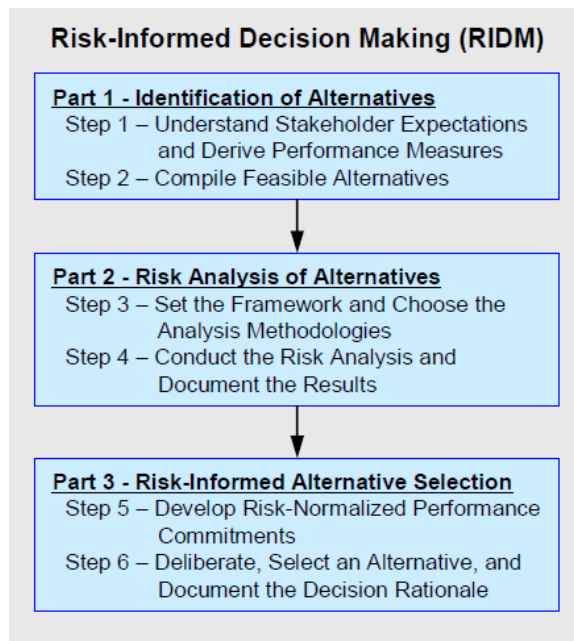 Risk-Informed Decision Making (RIDM)
Part 1 - Identification of Alternatives
Step 1 – Understand Stakeholder Expectations
and Derive Performance Measures
Step 2 – Compile Feasible Alternatives
Part 2 - Risk Analysis of Alternatives
Step 3 – Set the Framework and Choose the
Analysis Methodologies
Step 4 – Conduct the Risk Analysis and
Document the Results
Part 3 - Risk-Informed Alternative Selection
Step 5 – Develop Risk-Normalized Performance
Commitments
Step 6 – Deliberate, Select an Alternative, and
Document the Decision Rationale